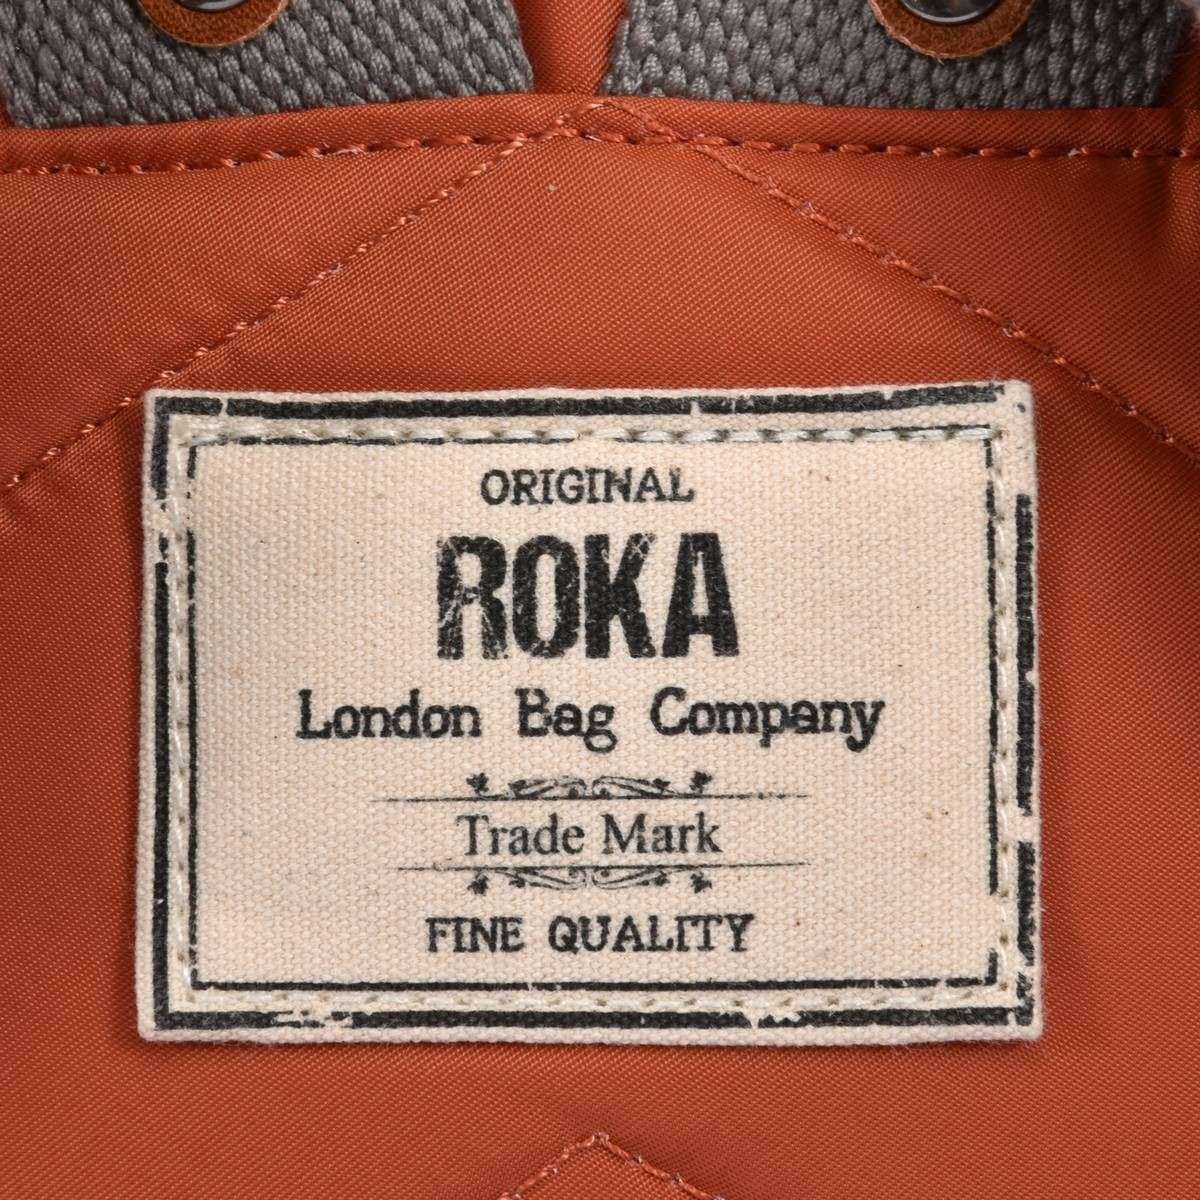 ORIGINAL
ROKA
London Bag Company
Trade Mark
FINE QUALITY